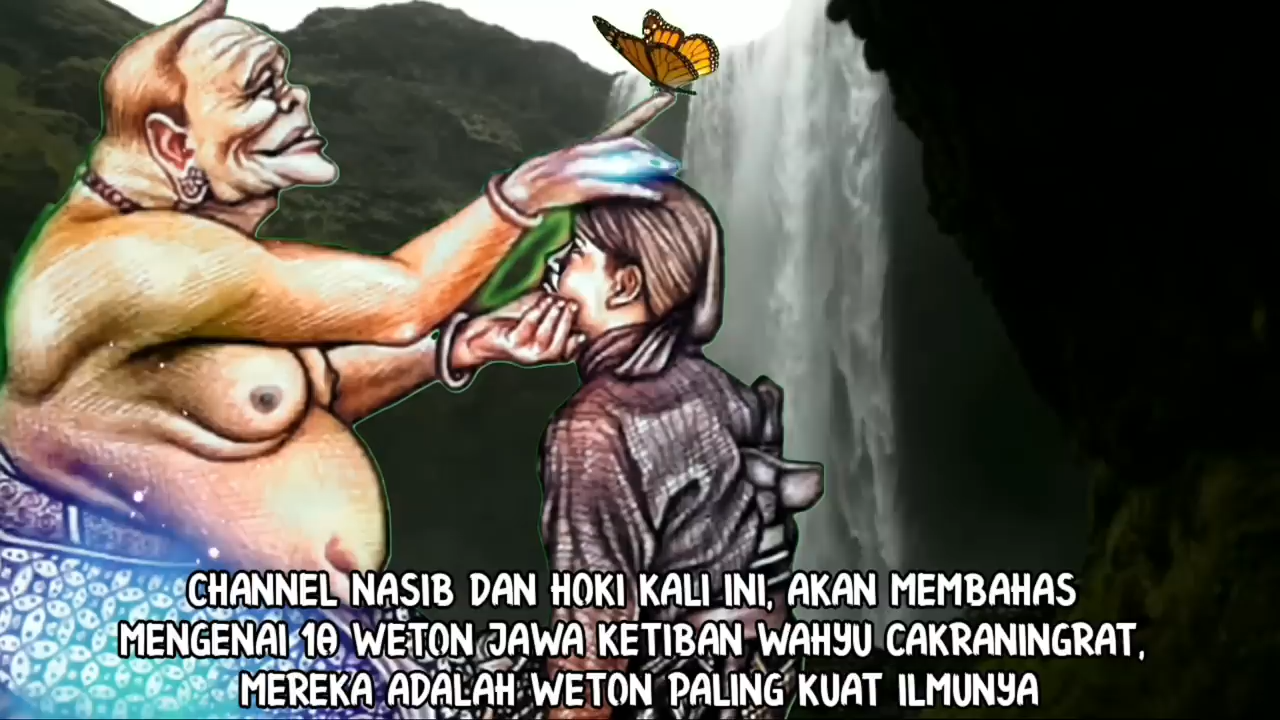 CHANNEL NASIB DAN HOKI KALI INI, AKAN MEMBAHAS
MENGENAI 10 WETON JAWA KETIBAN WAHYU CAKRANINGRAT,
MEREKA ADALAH WETON PALING KUAT ILMUNYA